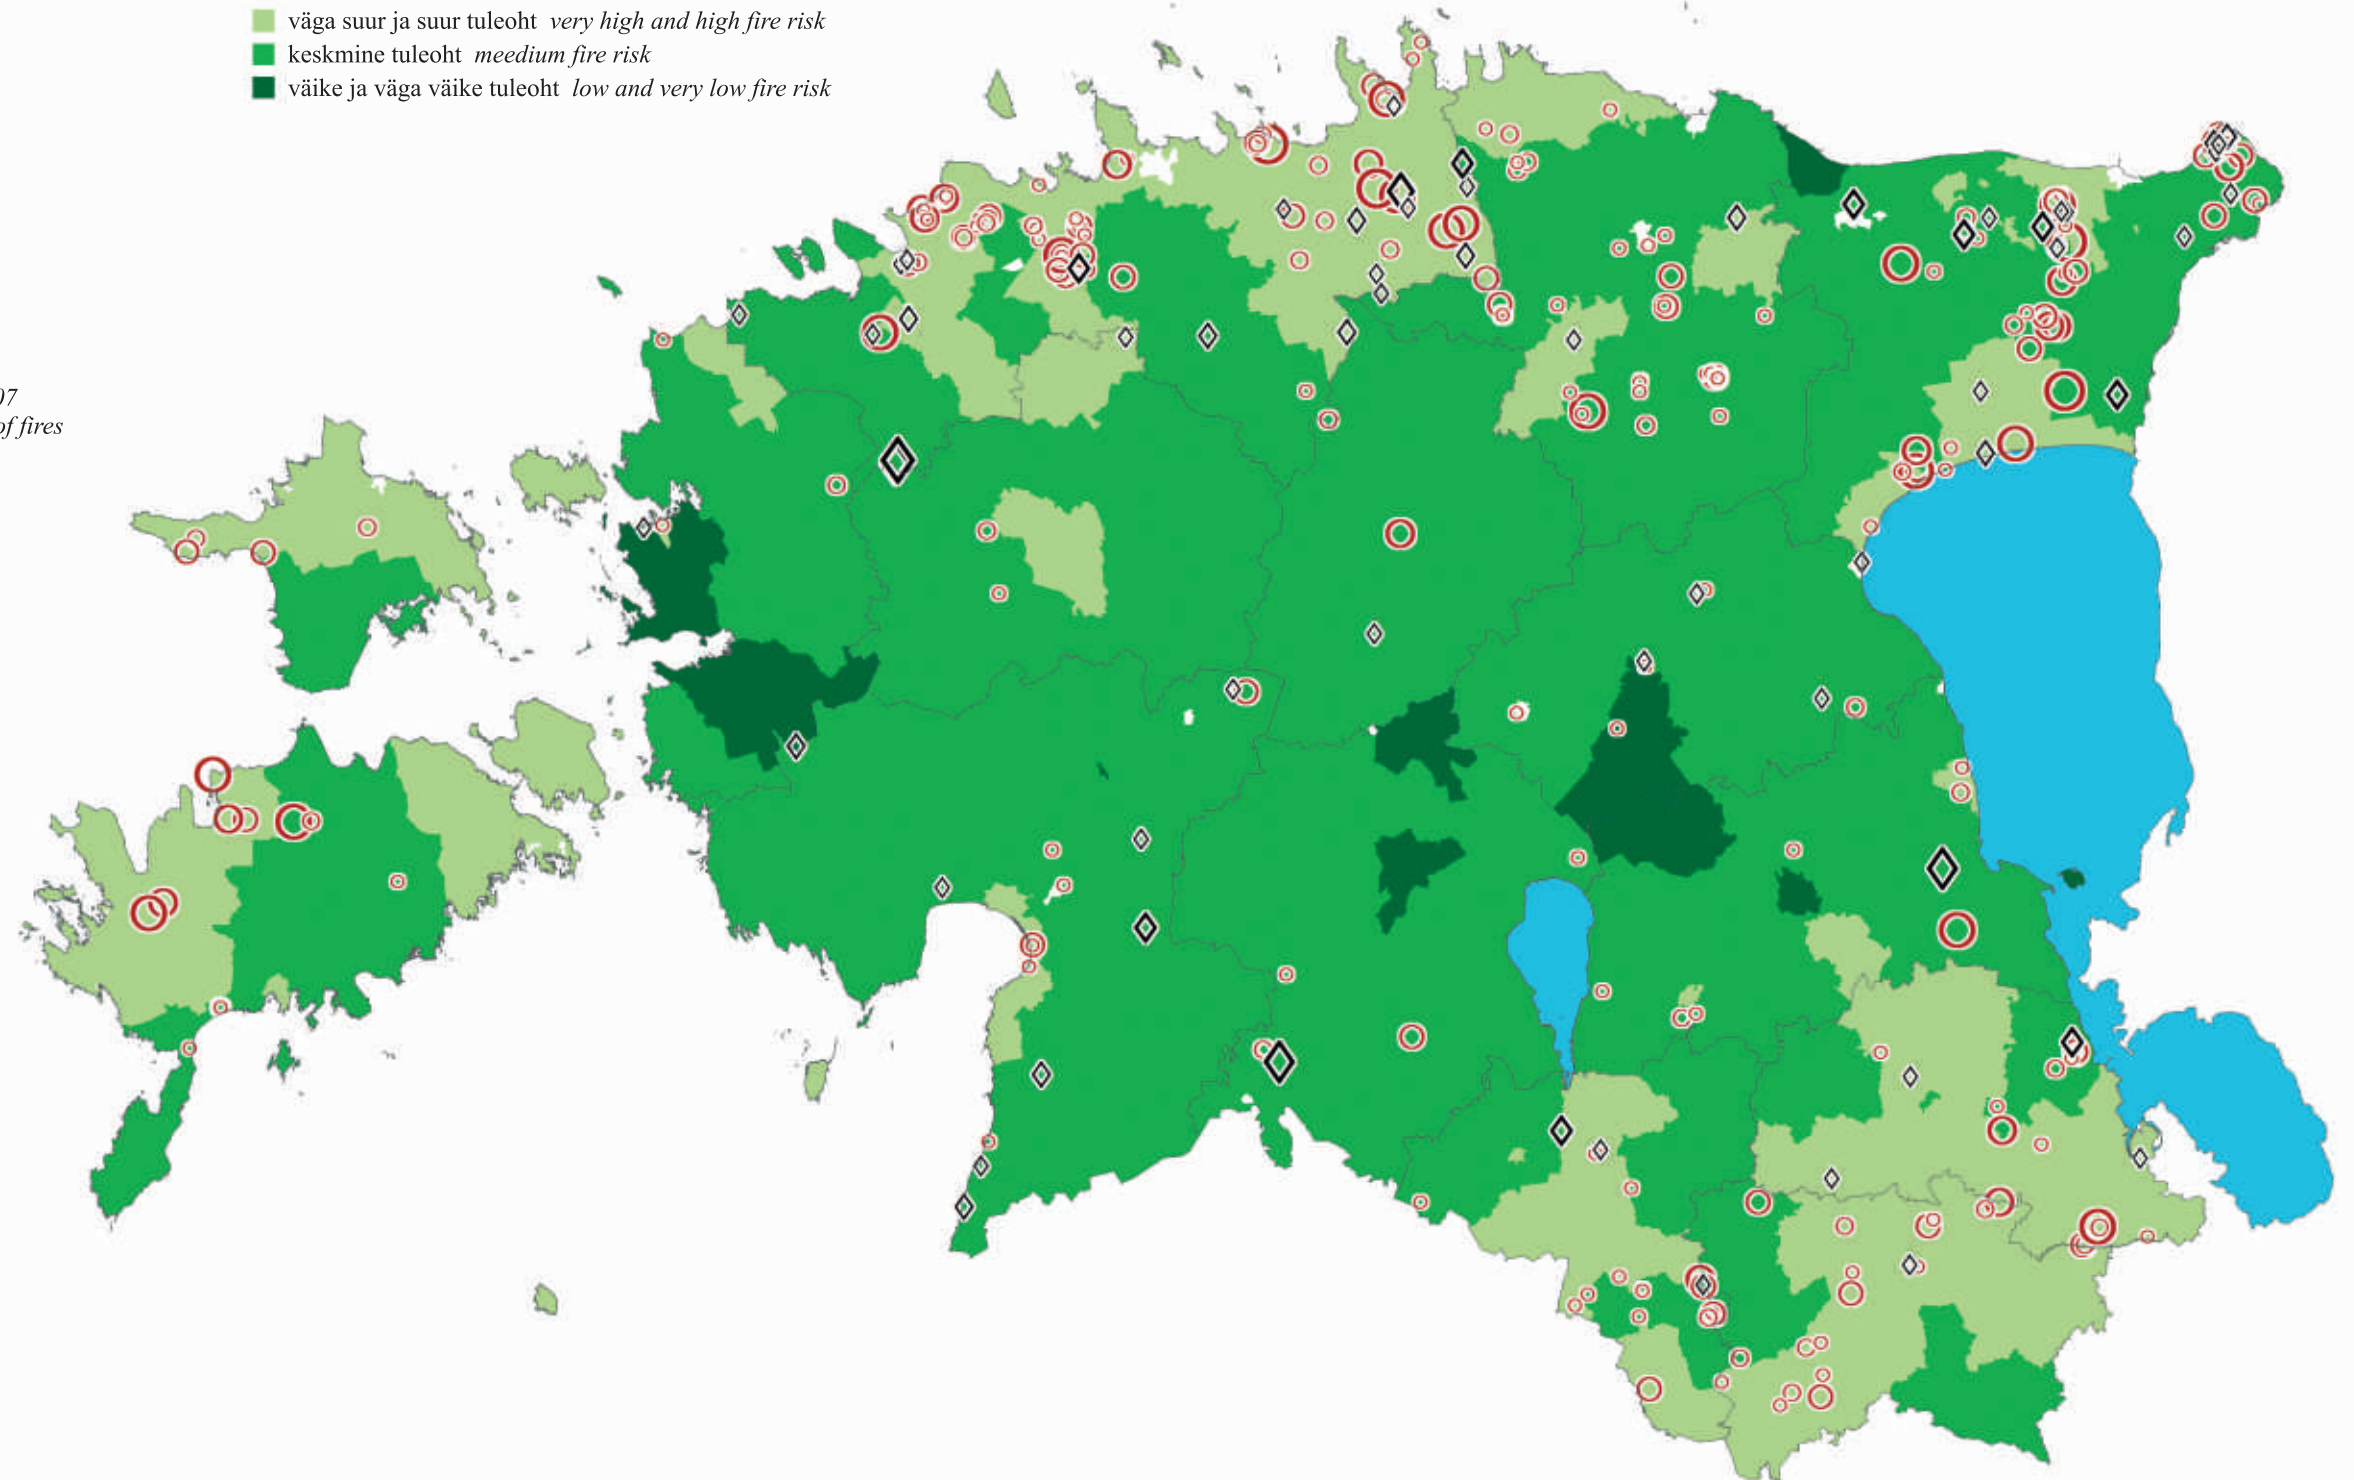 väga suur ja suur tuleoht very high and high fire risk
keskmine tuleoht meedium fire risk
väike ja väga väike tuleoht low and very low fire risk
07
of fires